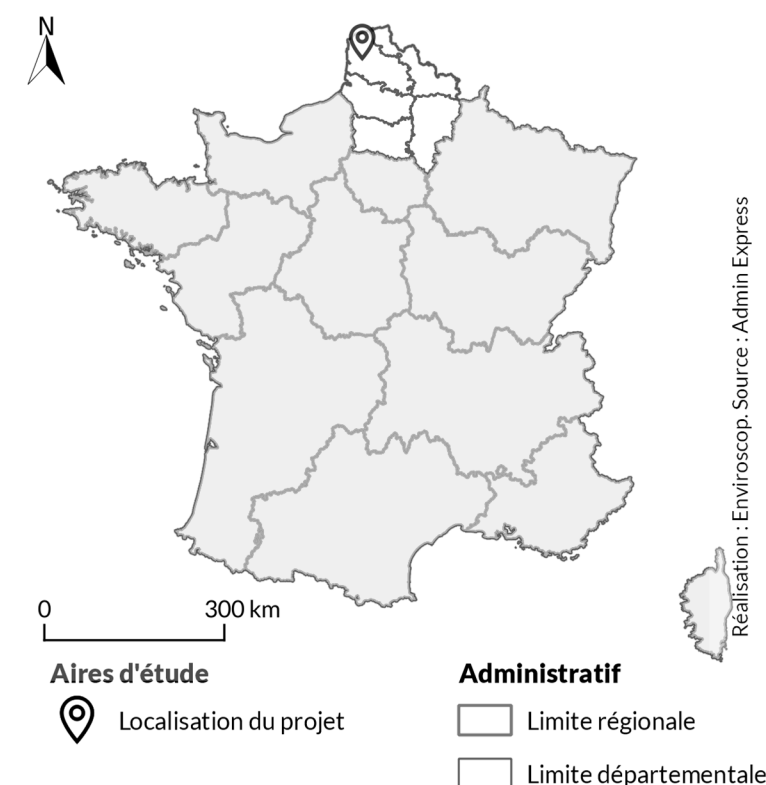 N
Réalisation : Enviroscop. Source : Admin Express
0 300 km
Aires d'étude
Localisation du projet
Administratif
Limite régionale
Limite départementale